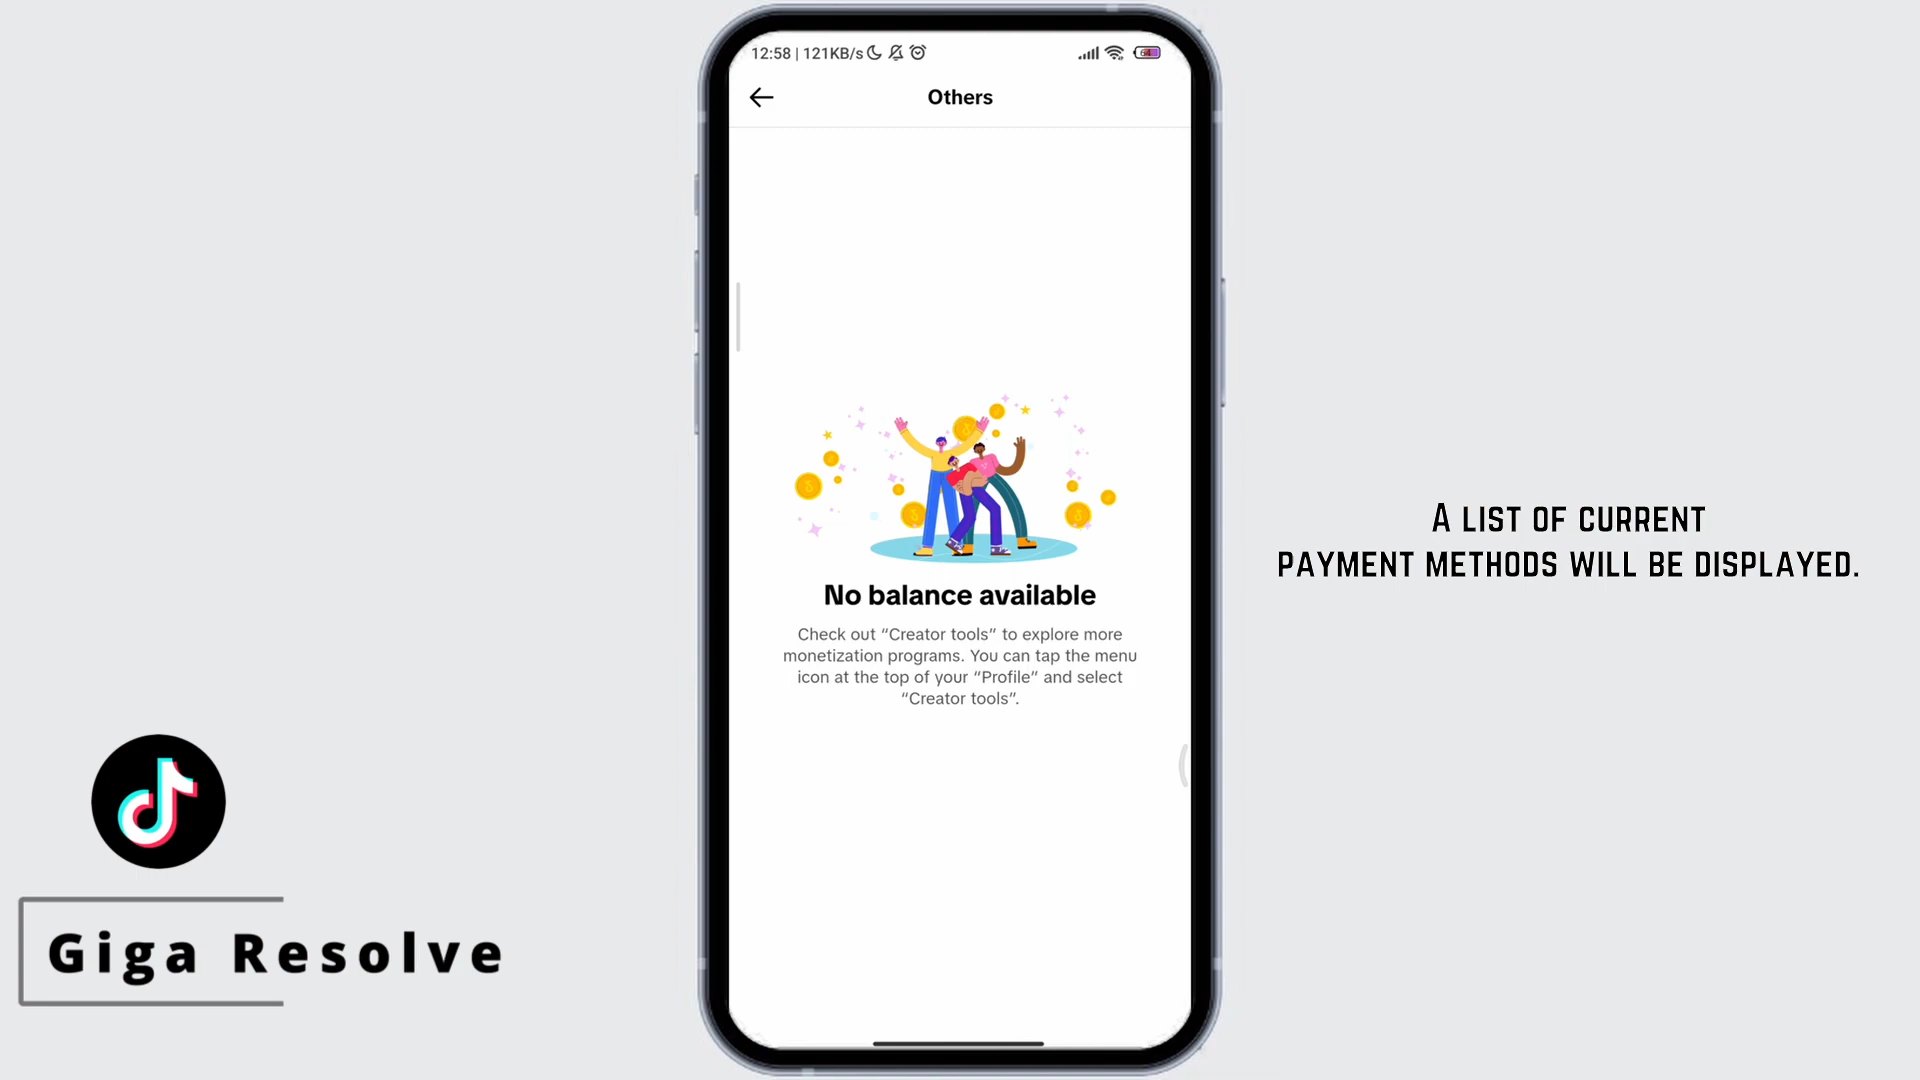 12:58 | 121KB/s
64
Others
No balance available
Check out “Creator tools” to explore more
monetization programs. You can tap the menu
icon at the top of your “Profile” and select
“Creator tools”.
A LIST OF CURRENT
PAYMENT METHODS WILL BE DISPLAYED.
Giga Resolve